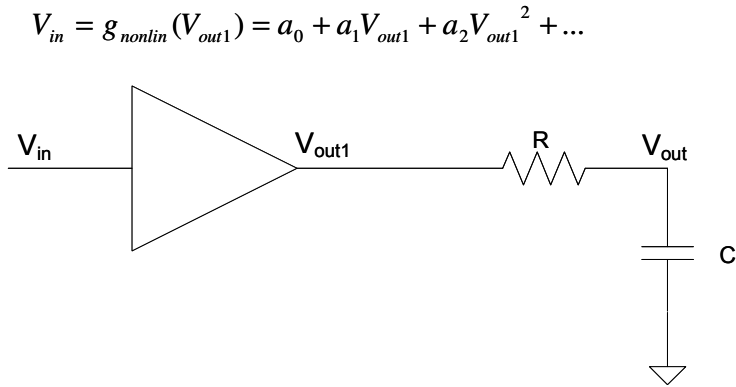 V_in = g_nonlin(V_out1) = a_0 + a_1V_out1 + a_2V_out1^2 + ...
V_in
V_out1
R
V_out
C